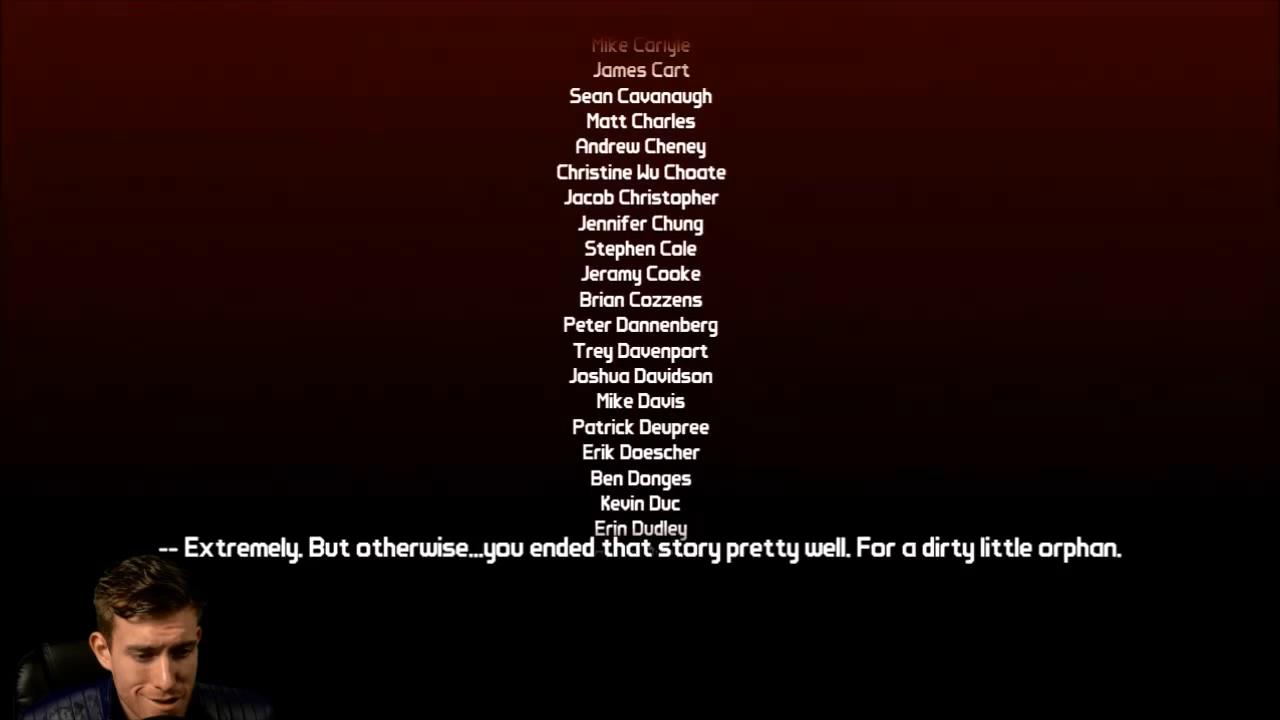 Mike Carlyle
James Cart
Sean Cavanaugh
Matt Charles
Andrew Cheney
Christine Wu Choate
Jacob Christopher
Jennifer Chung
Stephen Cole
Jeramy Cooke
Brian Cozzens
Peter Dannenberg
Trey Davenport
Joshua Davidson
Mike Davis
Patrick Deupree
Erik Doescher
Ben Donges
Kevin Duc
Erin Dudley
-- Extremely. But otherwise...you ended that story pretty well. For a dirty little orphan.